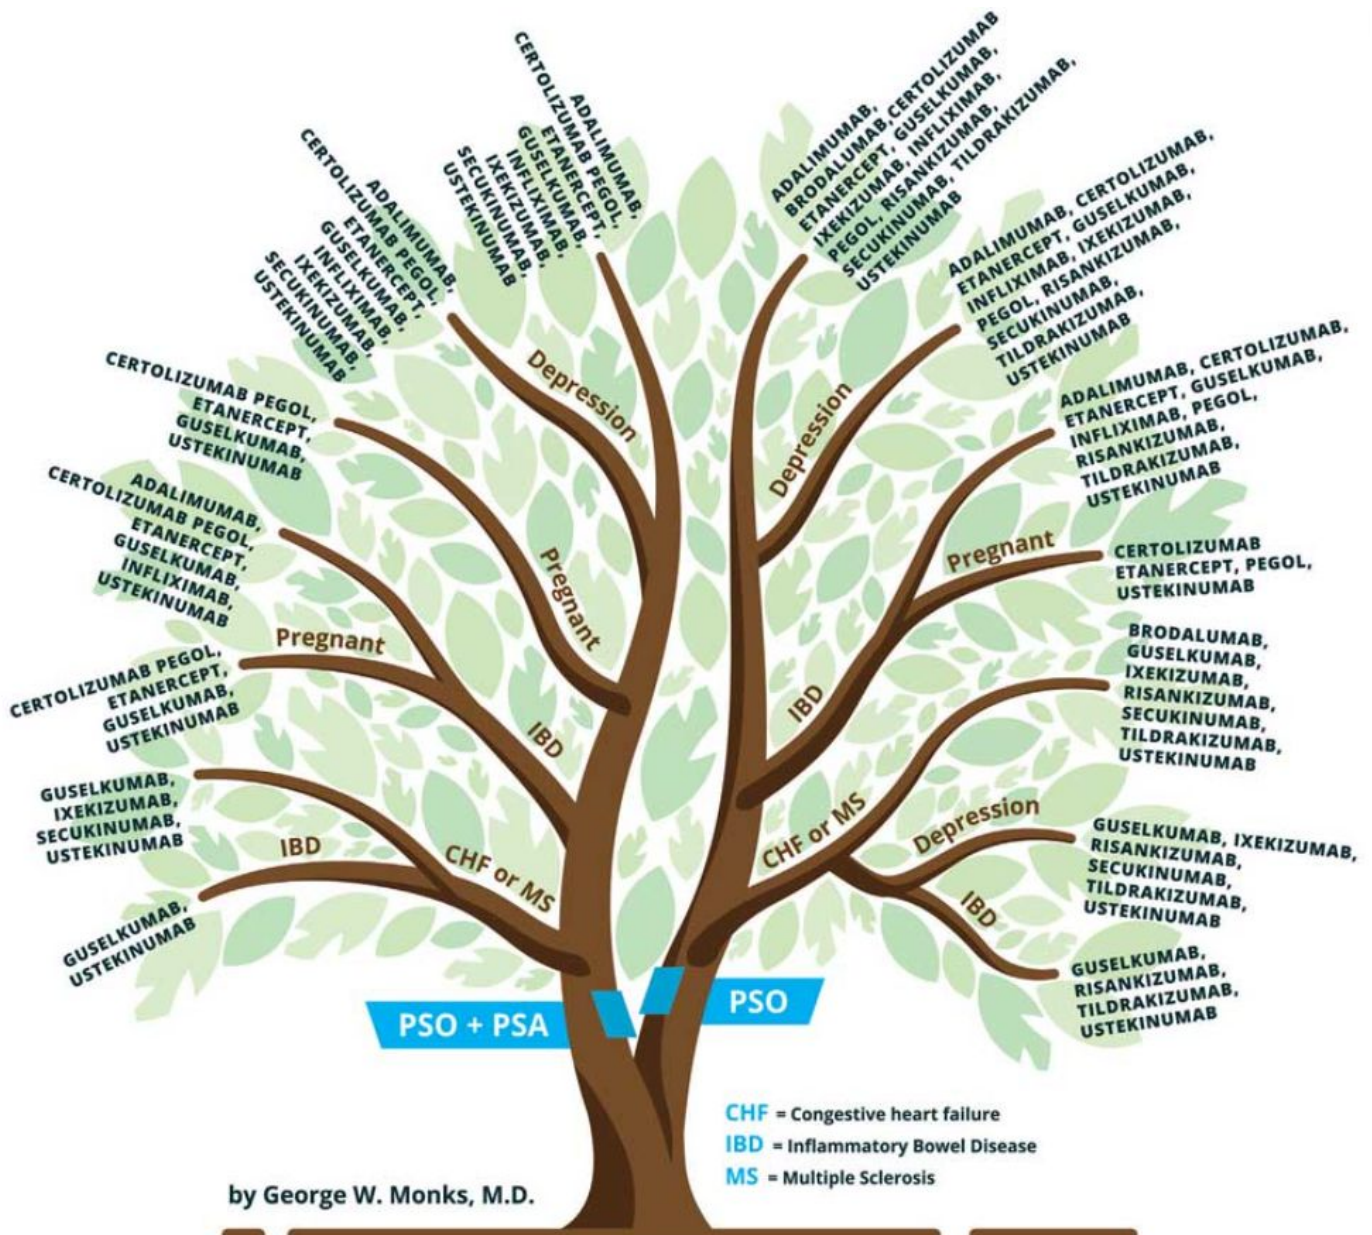 CERTOLIZUMAB PEGOL,
ETANERCEPT,
GUSELKUMAB,
USTEKINUMAB
ADALIMUMAB,
CERTOLIZUMAB PEGOL,
ETANERCEPT,
GUSELKUMAB,
INFLIXIMAB,
IXEKIZUMAB,
SECUKINUMAB,
USTEKINUMAB
ADALIMUMAB,
CERTOLIZUMAB PEGOL,
ETANERCEPT,
GUSELKUMAB,
INFLIXIMAB,
IXEKIZUMAB,
SECUKINUMAB,
USTEKINUMAB
ADALIMUMAB,
BRODALUMAB,CERTOLIZUMAB
ETANERCEPT, GUSELKUMAB,
IXEKIZUMAB, INFLIXIMAB,
PEGOL, RISANKIZUMAB,
SECUKINUMAB, TILDRAKIZUMAB,
USTEKINUMAB
ADALIMUMAB, CERTOLIZUMAB,
ETANERCEPT, GUSELKUMAB,
INFLIXIMAB, IXEKIZUMAB,
PEGOL, RISANKIZUMAB,
SECUKINUMAB,
TILDRAKIZUMAB,
USTEKINUMAB
ADALIMUMAB, CERTOLIZUMAB,
ETANERCEPT, GUSELKUMAB,
INFLIXIMAB, PEGOL,
RISANKIZUMAB,
TILDRAKIZUMAB,
USTEKINUMAB
Depression
Depression
ADALIMUMAB,
CERTOLIZUMAB PEGOL,
ETANERCEPT,
GUSELKUMAB,
INFLIXIMAB,
USTEKINUMAB
Pregnant
Pregnant
CERTOLIZUMAB
ETANERCEPT, PEGOL,
USTEKINUMAB
Pregnant
CERTOLIZUMAB PEGOL,
ETANERCEPT,
GUSELKUMAB,
USTEKINUMAB
IBD
IBD
BRODALUMAB,
GUSELKUMAB,
IXEKIZUMAB,
RISANKIZUMAB,
SECUKINUMAB,
TILDRAKIZUMAB,
USTEKINUMAB
GUSELKUMAB,
IXEKIZUMAB,
SECUKINUMAB,
USTEKINUMAB
IBD
CHF or MS
CHF or MS
Depression
GUSELKUMAB, IXEKIZUMAB,
RISANKIZUMAB,
SECUKINUMAB,
TILDRAKIZUMAB,
USTEKINUMAB
GUSELKUMAB,
USTEKINUMAB
IBD
GUSELKUMAB,
RISANKIZUMAB,
TILDRAKIZUMAB,
USTEKINUMAB
PSO + PSA
PSO
CHF = Congestive heart failure
IBD = Inflammatory Bowel Disease
MS = Multiple Sclerosis
by George W. Monks, M.D.